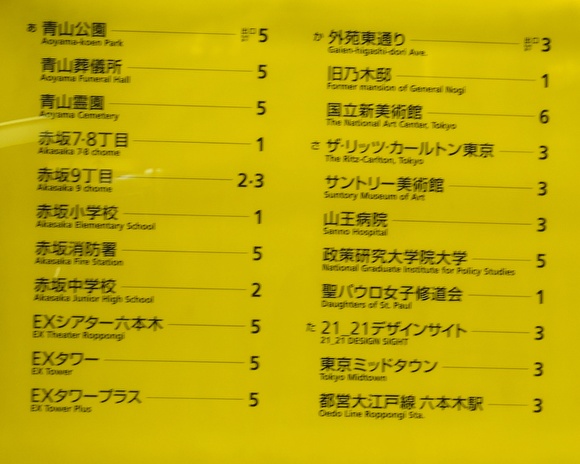 あ 青山公園 出口 5
Aoyama-koen Park
青山葬儀所 5
Aoyama Funeral Hall
青山霊園 5
Aoyama Cemetery
赤坂7・8丁目 1
Akasaka 7·8 chome
赤坂9丁目 2・3
Akasaka 9 chome
赤坂小学校 1
Akasaka Elementary School
赤坂消防署 5
Akasaka Fire Station
赤坂中学校 2
Akasaka Junior High School
EXシアター六本木 5
EX Theater Roppongi
EXタワー 5
EX Tower
EXタワープラス 5
EX Tower Plus
か 外苑東通り 出口 3
Gaien-higashi-dori Ave.
旧乃木邸 1
Former mansion of General Nogi
国立新美術館 6
The National Art Center, Tokyo
さ ザ・リッツ・カールトン東京 3
The Ritz-Carlton, Tokyo
サントリー美術館 3
Suntory Museum of Art
山王病院 3
Sanno Hospital
政策研究大学院大学 5
National Graduate Institute for Policy Studies
聖パウロ女子修道会 1
Daughters of St. Paul
た 21_21デザインサイト 3
21_21 DESIGN SIGHT
東京ミッドタウン 3
Tokyo Midtown
都営大江戸線 六本木駅 3
Oedo Line Roppongi Sta.